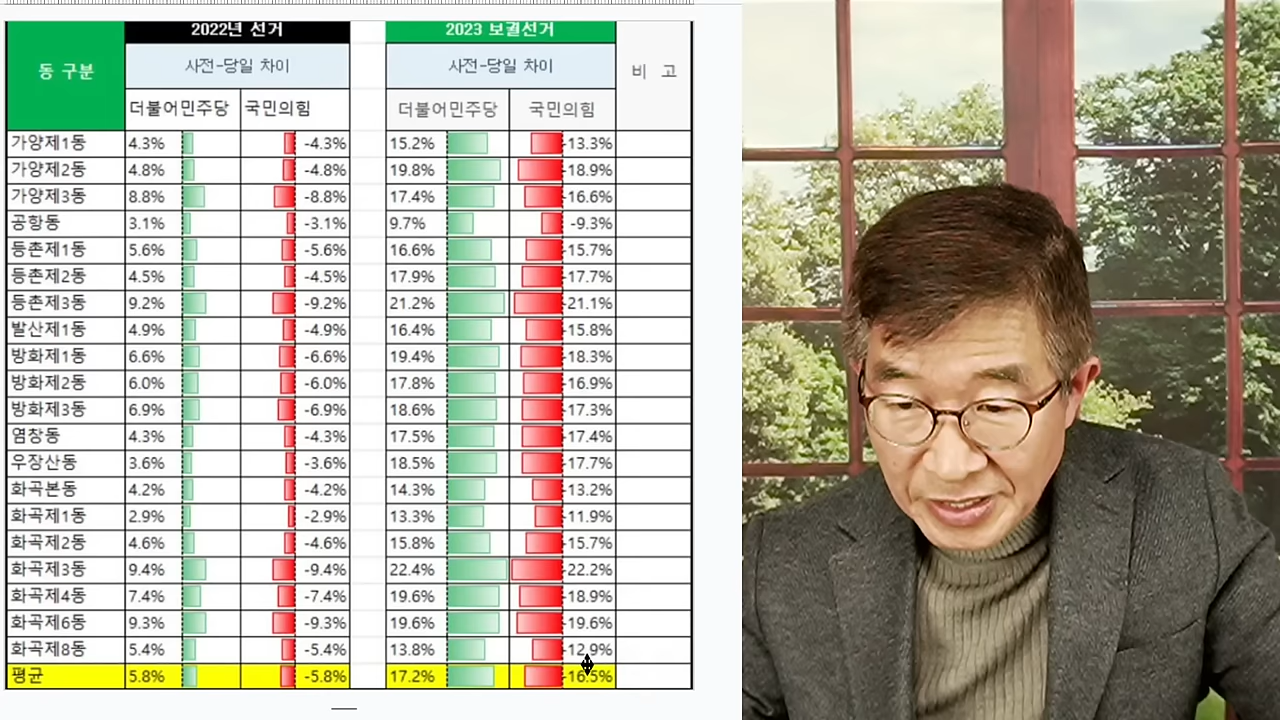 2022년 선거 2023 보궐선거
동 구분 사전-당일 차이 사전-당일 차이 비 고
더불어민주당 국민의힘 더불어민주당 국민의힘
가양제1동 4.3% -4.3% 15.2% -13.3%
가양제2동 4.8% -4.8% 19.8% -18.9%
가양제3동 8.8% -8.8% 17.4% -16.6%
공항동 3.1% -3.1% 9.7% -9.3%
등촌제1동 5.6% -5.6% 16.6% -15.7%
등촌제2동 4.5% -4.5% 17.9% -17.7%
등촌제3동 9.2% -9.2% 21.2% -21.1%
발산제1동 4.9% -4.9% 16.4% -15.8%
방화제1동 6.6% -6.6% 19.4% -18.3%
방화제2동 6.0% -6.0% 17.8% -16.9%
방화제3동 6.9% -6.9% 18.6% -17.3%
염창동 4.3% -4.3% 17.5% -17.4%
우장산동 3.6% -3.6% 18.5% -17.7%
화곡본동 4.2% -4.2% 14.3% -13.2%
화곡제1동 2.9% -2.9% 13.3% -11.9%
화곡제2동 4.6% -4.6% 15.8% -15.7%
화곡제3동 9.4% -9.4% 22.4% -22.2%
화곡제4동 7.4% -7.4% 19.6% -18.9%
화곡제6동 9.3% -9.3% 19.6% -19.6%
화곡제8동 5.4% -5.4% 13.8% -12.9%
평균 5.8% -5.8% 17.2% -16.5%